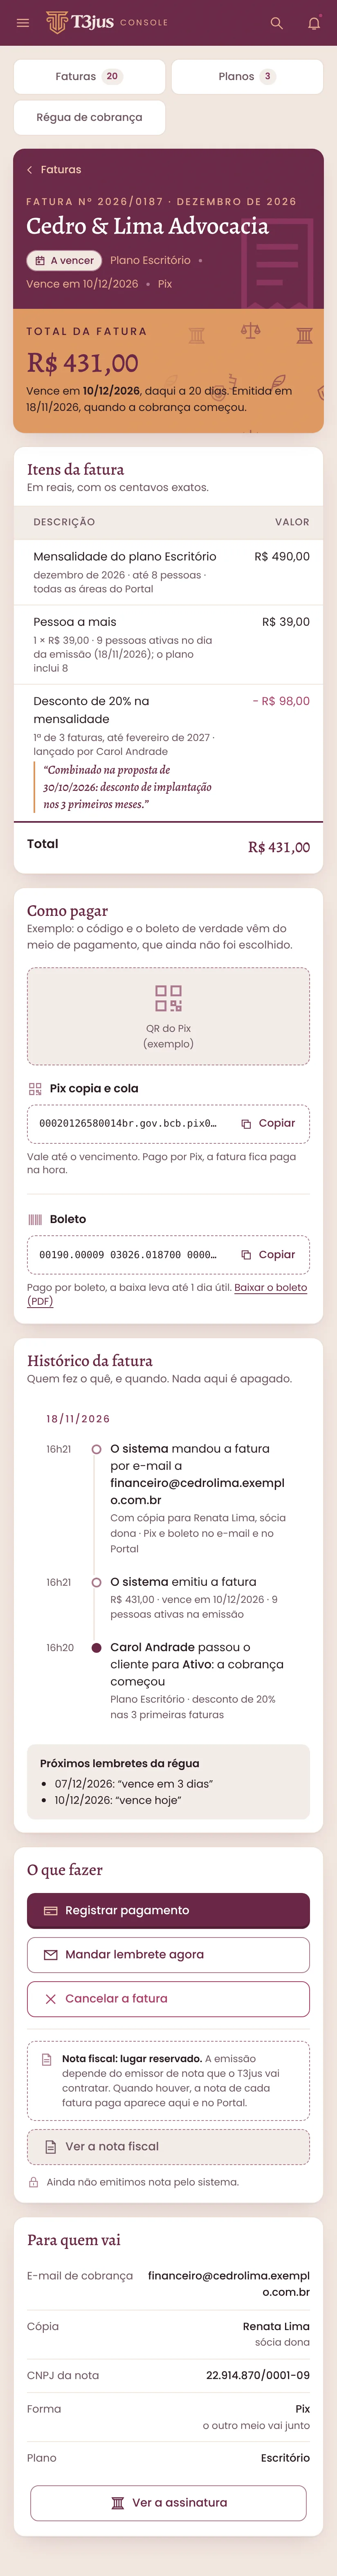 T3jus CONSOLE
Faturas 20
Planos 3
Régua de cobrança
Faturas
FATURA Nº 2026/0187 · DEZEMBRO DE 2026
Cedro & Lima Advocacia
A vencer Plano Escritório •
Vence em 10/12/2026 • Pix
TOTAL DA FATURA
R$ 431,00
Vence em 10/12/2026, daqui a 20 dias. Emitida em
18/11/2026, quando a cobrança começou.
Itens da fatura
Em reais, com os centavos exatos.
DESCRIÇÃO VALOR
Mensalidade do plano Escritório R$ 490,00
dezembro de 2026 · até 8 pessoas ·
todas as áreas do Portal
Pessoa a mais R$ 39,00
1 × R$ 39,00 · 9 pessoas ativas no dia
da emissão (18/11/2026); o plano
inclui 8
Desconto de 20% na − R$ 98,00
mensalidade
1ª de 3 faturas, até fevereiro de 2027 ·
lançado por Carol Andrade
“Combinado na proposta de
30/10/2026: desconto de implantação
nos 3 primeiros meses.”
Total R$ 431,00
Como pagar
Exemplo: o código e o boleto de verdade vêm do
meio de pagamento, que ainda não foi escolhido.
QR do Pix
(exemplo)
Pix copia e cola
00020126580014br.gov.bcb.pix0… Copiar
Vale até o vencimento. Pago por Pix, a fatura fica paga
na hora.
Boleto
00190.00009 03026.018700 0000… Copiar
Pago por boleto, a baixa leva até 1 dia útil. Baixar o boleto
(PDF)
Histórico da fatura
Quem fez o quê, e quando. Nada aqui é apagado.
18/11/2026
16h21 O sistema mandou a fatura
por e-mail a
financeiro@cedrolima.exempl
o.com.br
Com cópia para Renata Lima, sócia
dona · Pix e boleto no e-mail e no
Portal
16h21 O sistema emitiu a fatura
R$ 431,00 · vence em 10/12/2026 · 9
pessoas ativas na emissão
16h20 Carol Andrade passou o
cliente para Ativo: a cobrança
começou
Plano Escritório · desconto de 20%
nas 3 primeiras faturas
Próximos lembretes da régua
• 07/12/2026: “vence em 3 dias”
• 10/12/2026: “vence hoje”
O que fazer
Registrar pagamento
Mandar lembrete agora
Cancelar a fatura
Nota fiscal: lugar reservado. A emissão
depende do emissor de nota que o T3jus vai
contratar. Quando houver, a nota de cada
fatura paga aparece aqui e no Portal.
Ver a nota fiscal
Ainda não emitimos nota pelo sistema.
Para quem vai
E-mail de cobrança financeiro@cedrolima.exempl
o.com.br
Cópia Renata Lima
sócia dona
CNPJ da nota 22.914.870/0001-09
Forma Pix
o outro meio vai junto
Plano Escritório
Ver a assinatura